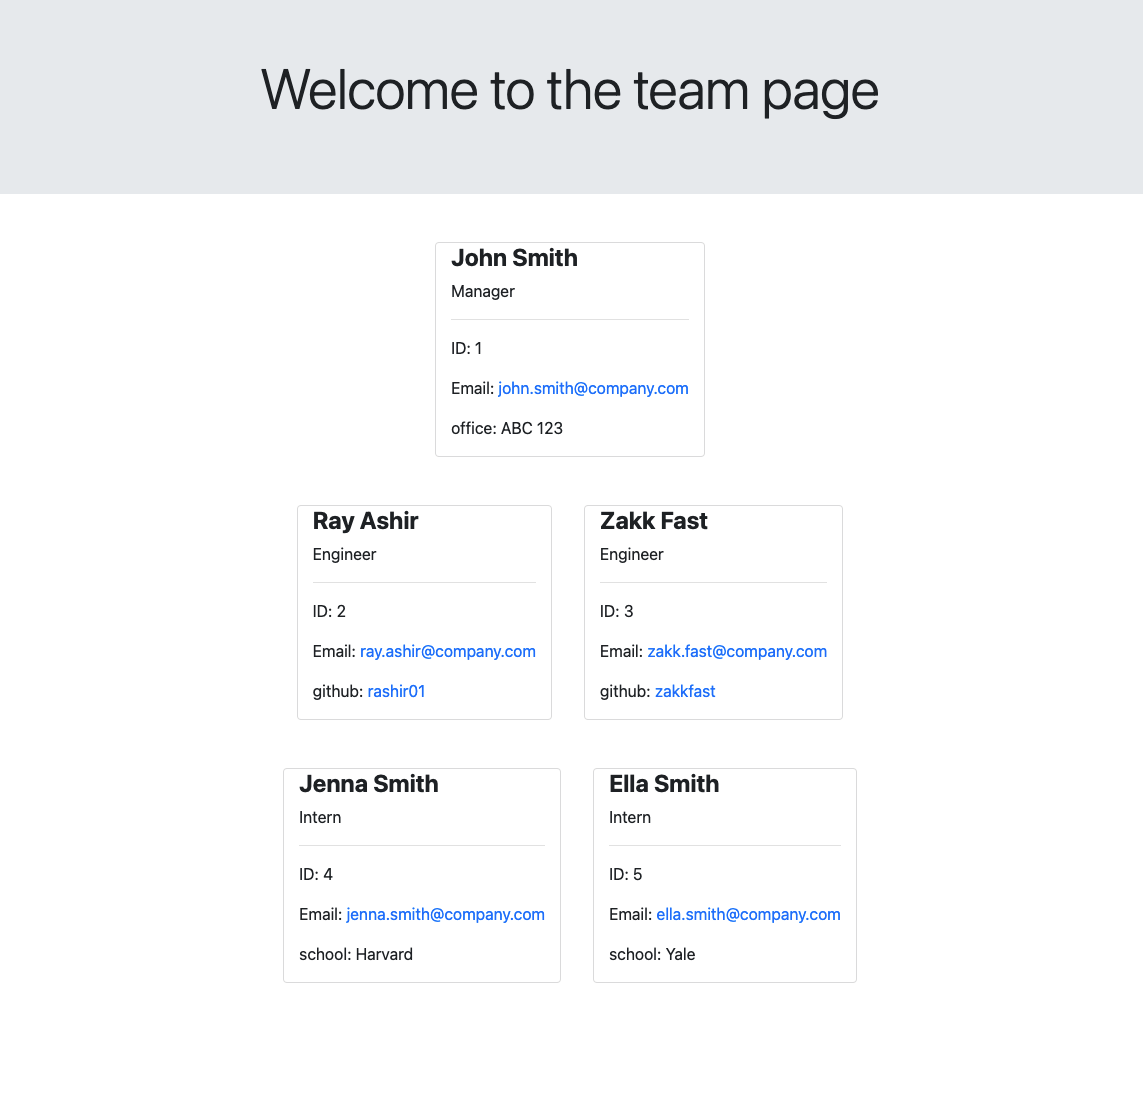 Welcome to the team page
John Smith
Manager
ID: 1
Email: john.smith@company.com
office: ABC 123
Ray Ashir
Engineer
ID: 2
Email: ray.ashir@company.com
github: rashir01
Zakk Fast
Engineer
ID: 3
Email: zakk.fast@company.com
github: zakkfast
Jenna Smith
Intern
ID: 4
Email: jenna.smith@company.com
school: Harvard
Ella Smith
Intern
ID: 5
Email: ella.smith@company.com
school: Yale